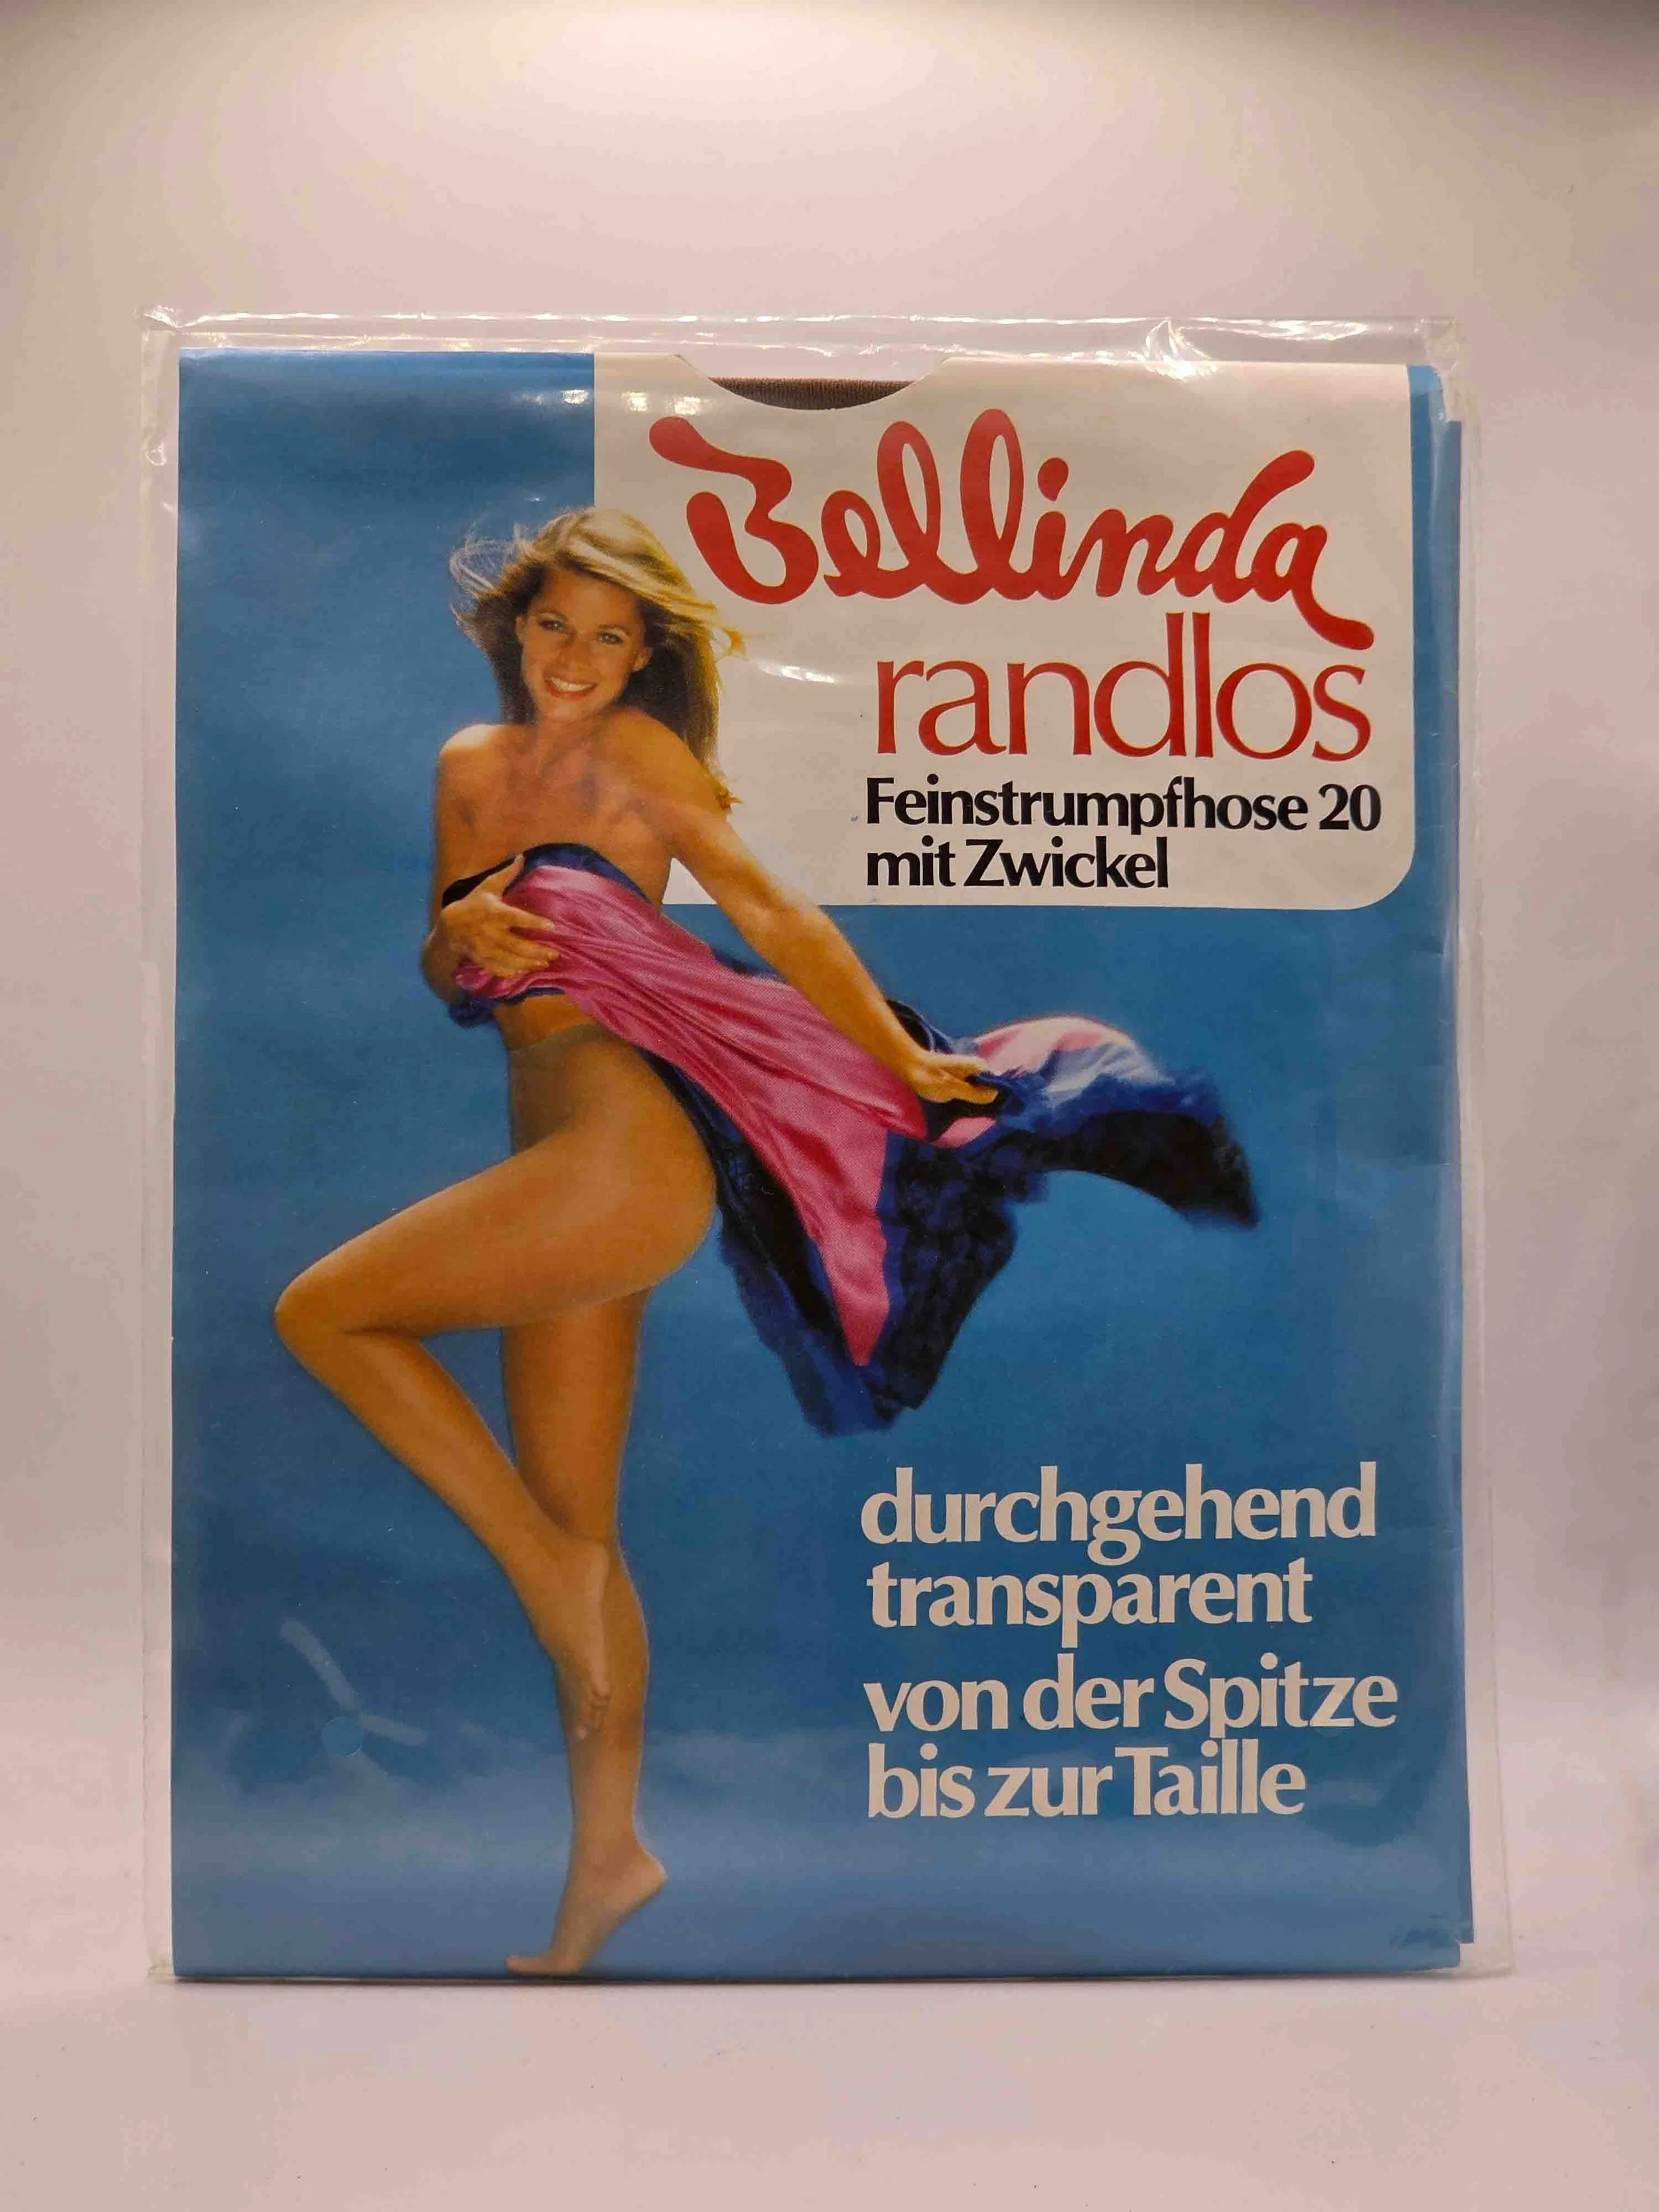 Bellinda
randlos
Feinstrumpfhose 20
mit Zwickel
durchgehend
transparent
von der Spitze
bis zur Taille